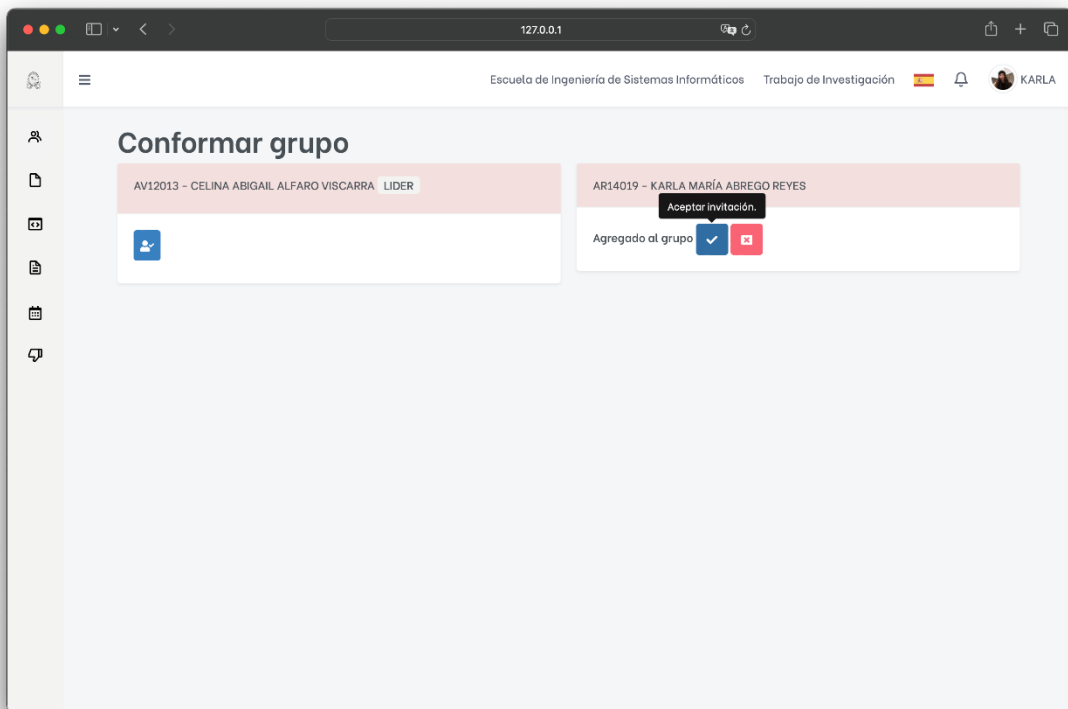 127.0.0.1
Escuela de Ingeniería de Sistemas Informáticos Trabajo de Investigación KARLA
Conformar grupo
AV12013 - CELINA ABIGAIL ALFARO VISCARRA LIDER
AR14019 - KARLA MARÍA ABREGO REYES
Aceptar invitación.
Agregado al grupo